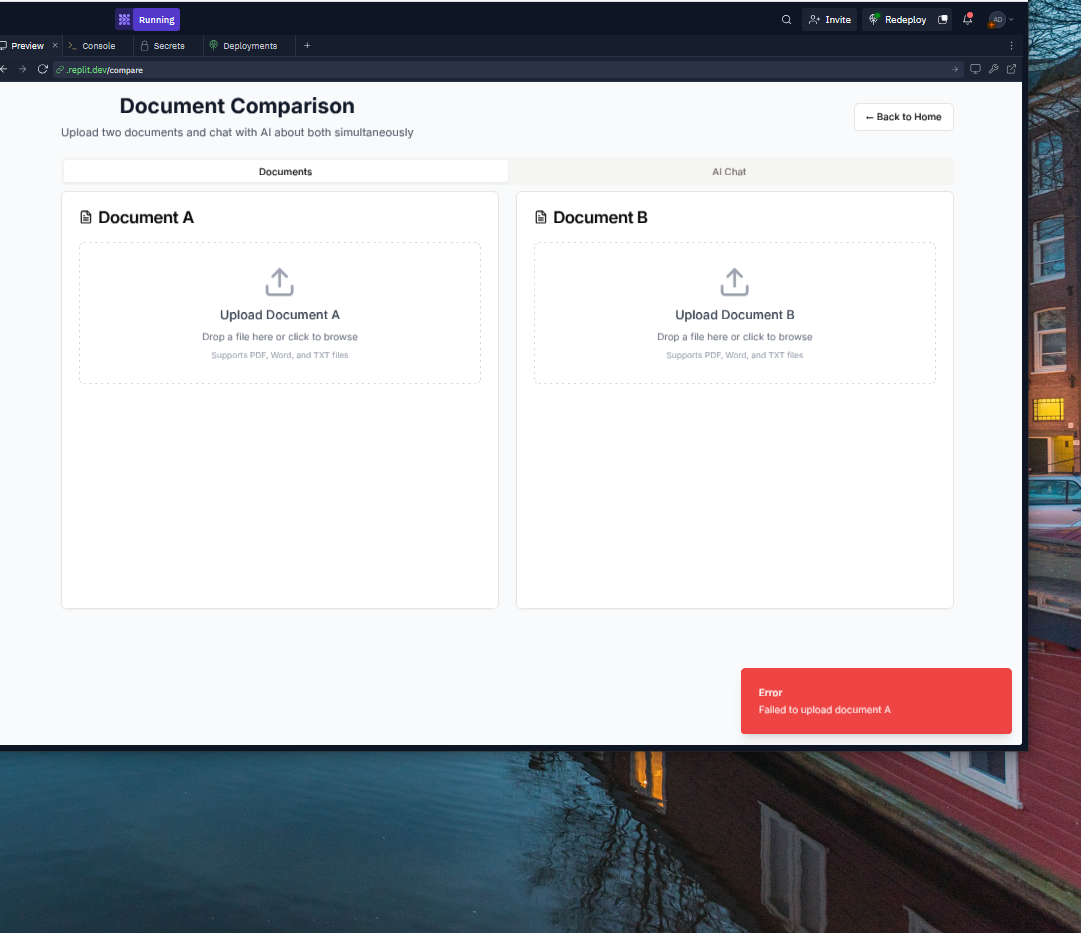 Running
Invite
Redeploy
AD
Preview
Console
Secrets
Deployments
.replit.dev/compare
Document Comparison
Upload two documents and chat with AI about both simultaneously
← Back to Home
Documents
AI Chat
Document A
Upload Document A
Drop a file here or click to browse
Supports PDF, Word, and TXT files
Document B
Upload Document B
Drop a file here or click to browse
Supports PDF, Word, and TXT files
Error
Failed to upload document A